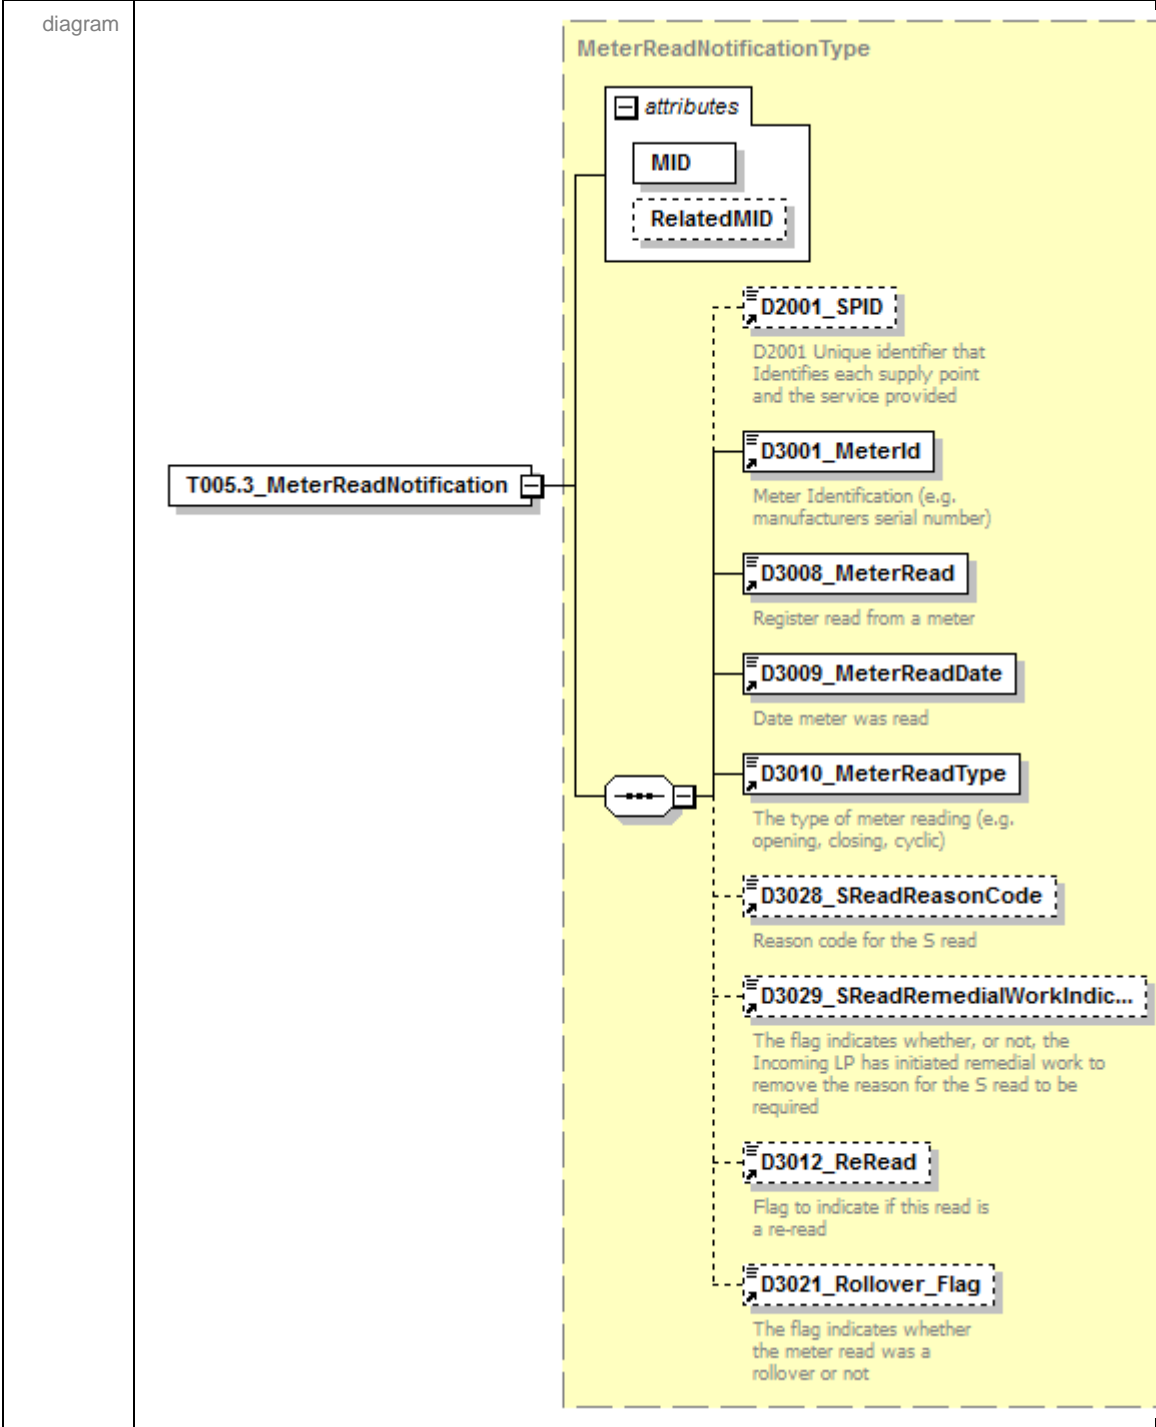 diagram
MeterReadNotificationType
attributes
MID
RelatedMID
D2001_SPID
D2001 Unique identifier that
Identifies each supply point
and the service provided
D3001_MeterId
Meter Identification (e.g.
manufacturers serial number)
T005.3_MeterReadNotification
D3008_MeterRead
Register read from a meter
D3009_MeterReadDate
Date meter was read
D3010_MeterReadType
The type of meter reading (e.g.
opening, closing, cyclic)
D3028_SReadReasonCode
Reason code for the S read
D3029_SReadRemedialWorkIndic...
The flag indicates whether, or not, the
Incoming LP has initiated remedial work to
remove the reason for the S read to be
required
D3012_ReRead
Flag to indicate if this read is
a re-read
D3021_Rollover_Flag
The flag indicates whether
the meter read was a
rollover or not